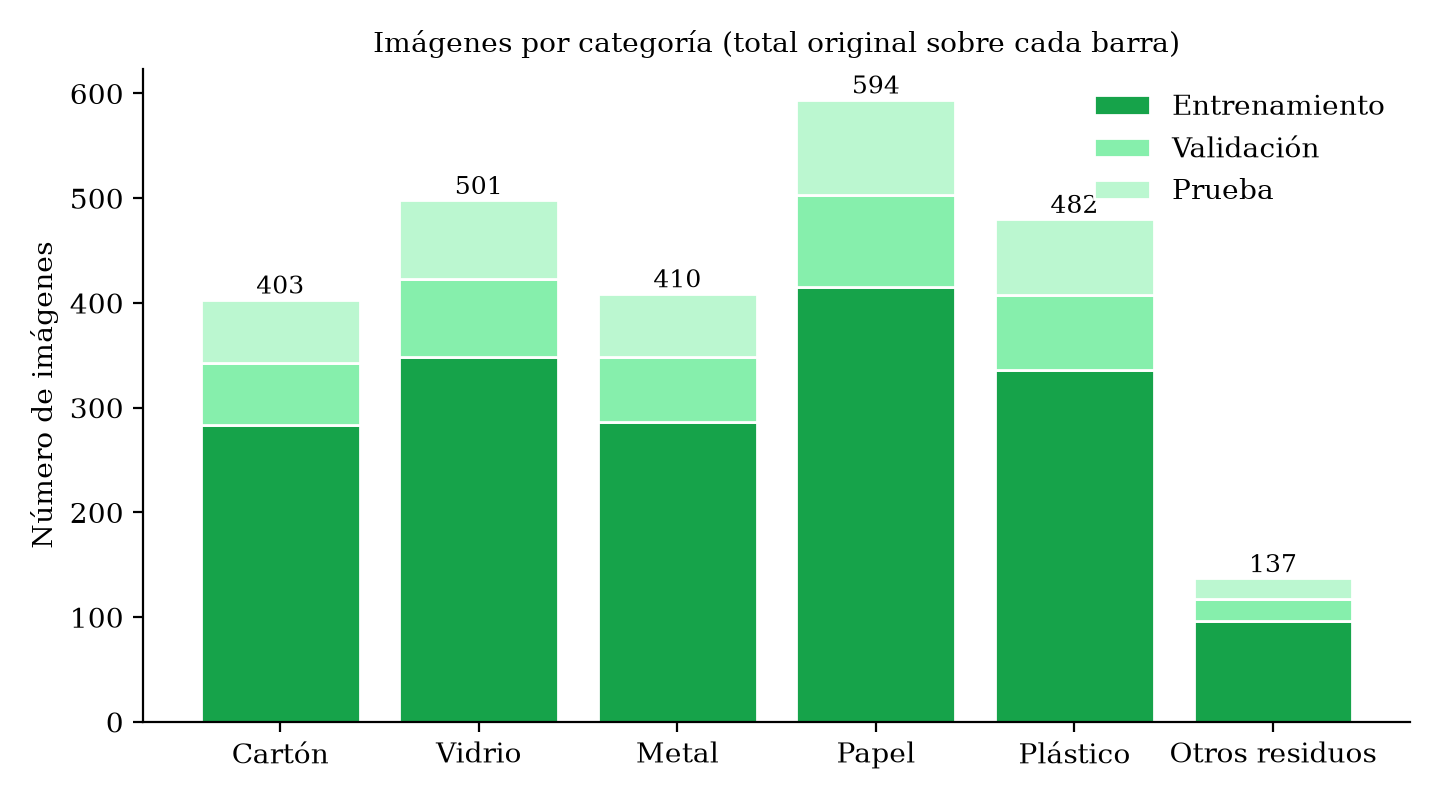 Imágenes por categoría (total original sobre cada barra)
Número de imágenes
600
500
400
300
200
100
0
403
501
410
594
482
137
Entrenamiento
Validación
Prueba
Cartón
Vidrio
Metal
Papel
Plástico
Otros residuos